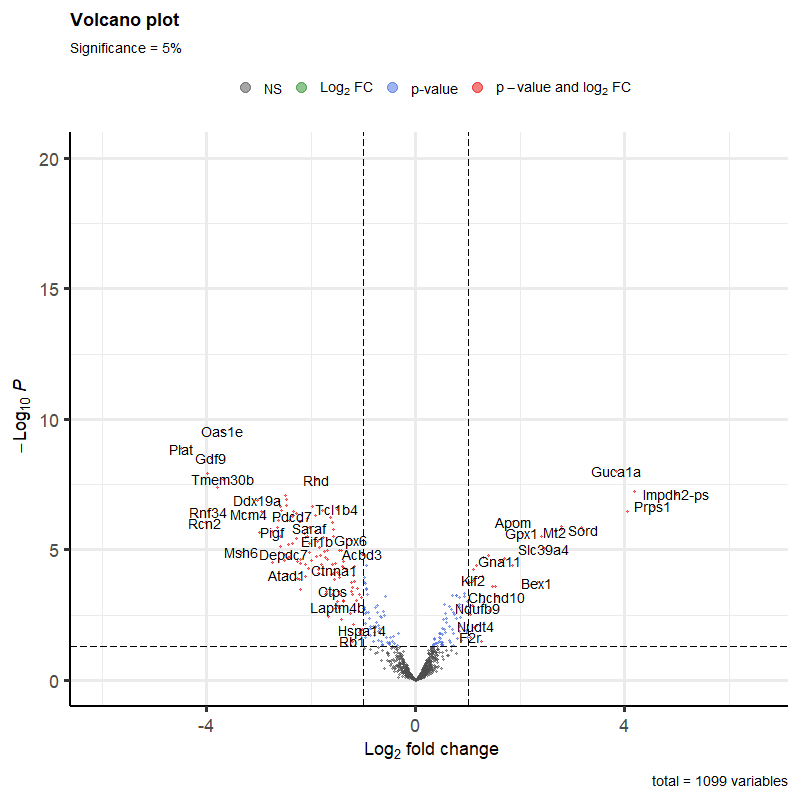 Volcano plot
Significance = 5%
NS Log₂ FC p-value p − value and log₂ FC
−Log₁₀ P
20
15
10
5
0
Oas1e
Plat
Gdf9
Guca1a
Tmem30b
Rhd
Impdh2-ps
Ddx19a
Prps1
Tcl1b4
Rnf34
Mcm4
Pdcd7
Rcn2
Apom
Saraf
Sord
Plgf
Gpx1
Mt2
Eif1b
Gpx6
Slc39a4
Msh6
Depdc7
Acbd3
Gna11
Ctnna1
Atad1
Klf2
Bex1
Ctps
Chchd10
Laptm4b
Ndufb9
Nudt4
Hspa14
F2r
Rb1
-4 0 4
Log₂ fold change
total = 1099 variables